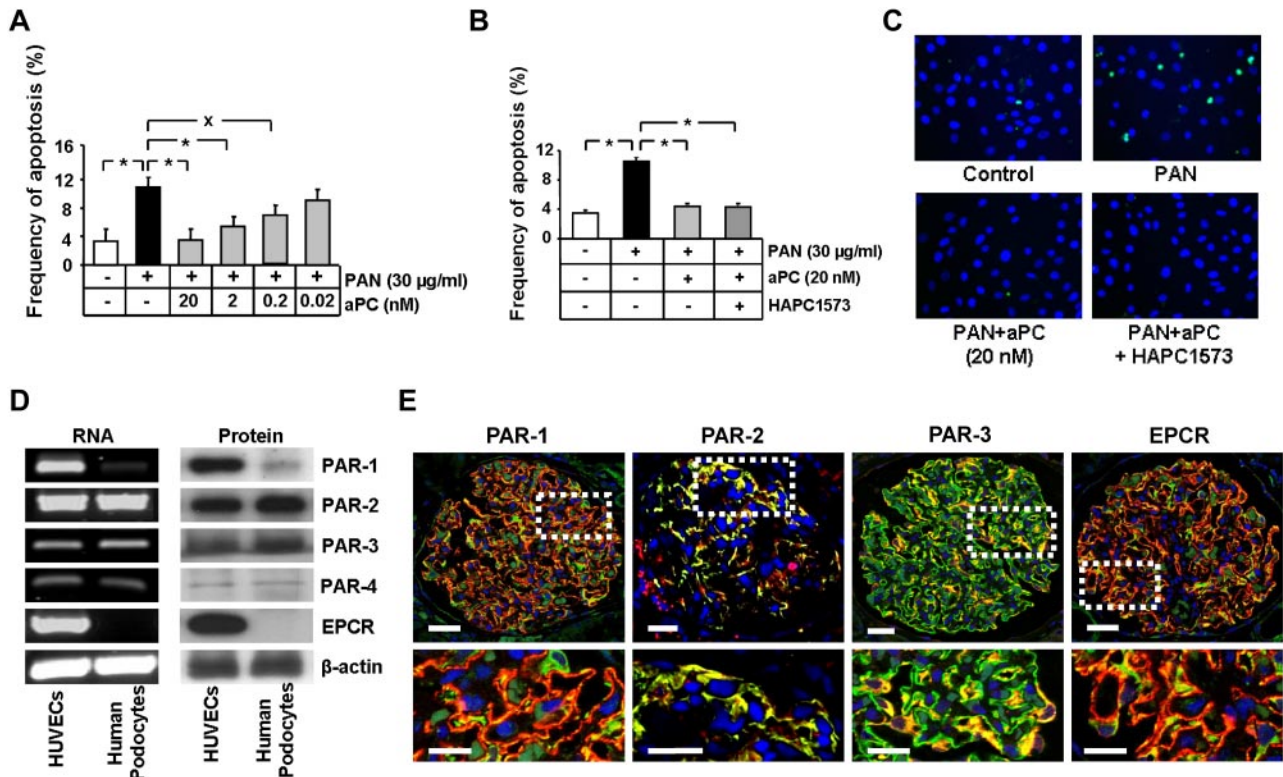 A
Frequency of apoptosis (%)
16
12
8
4
0
* * * x
- + + + + + PAN (30 µg/ml)
- - 20 2 0.2 0.02 aPC (nM)
B
Frequency of apoptosis (%)
12
8
4
0
* * *
- + + + PAN (30 µg/ml)
- - + + aPC (20 nM)
- - - + HAPC1573
C
Control
PAN
PAN+aPC
(20 nM)
PAN+aPC
+ HAPC1573
D
RNA
Protein
PAR-1
PAR-2
PAR-3
PAR-4
EPCR
β-actin
HUVECs
Human
Podocytes
HUVECs
Human
Podocytes
E
PAR-1
PAR-2
PAR-3
EPCR